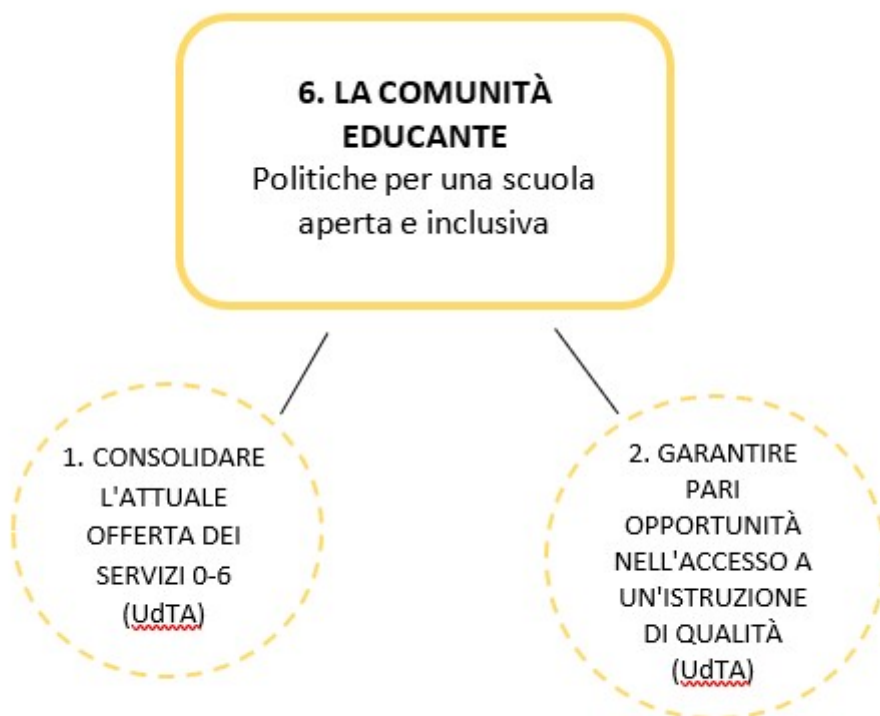 6. LA COMUNITÀ
EDUCANTE
Politiche per una scuola
aperta e inclusiva
1. CONSOLIDARE
L'ATTUALE
OFFERTA DEI
SERVIZI 0-6
(UdTA)
2. GARANTIRE
PARI
OPPORTUNITÀ
NELL'ACCESSO A
UN'ISTRUZIONE
DI QUALITÀ
(UdTA)